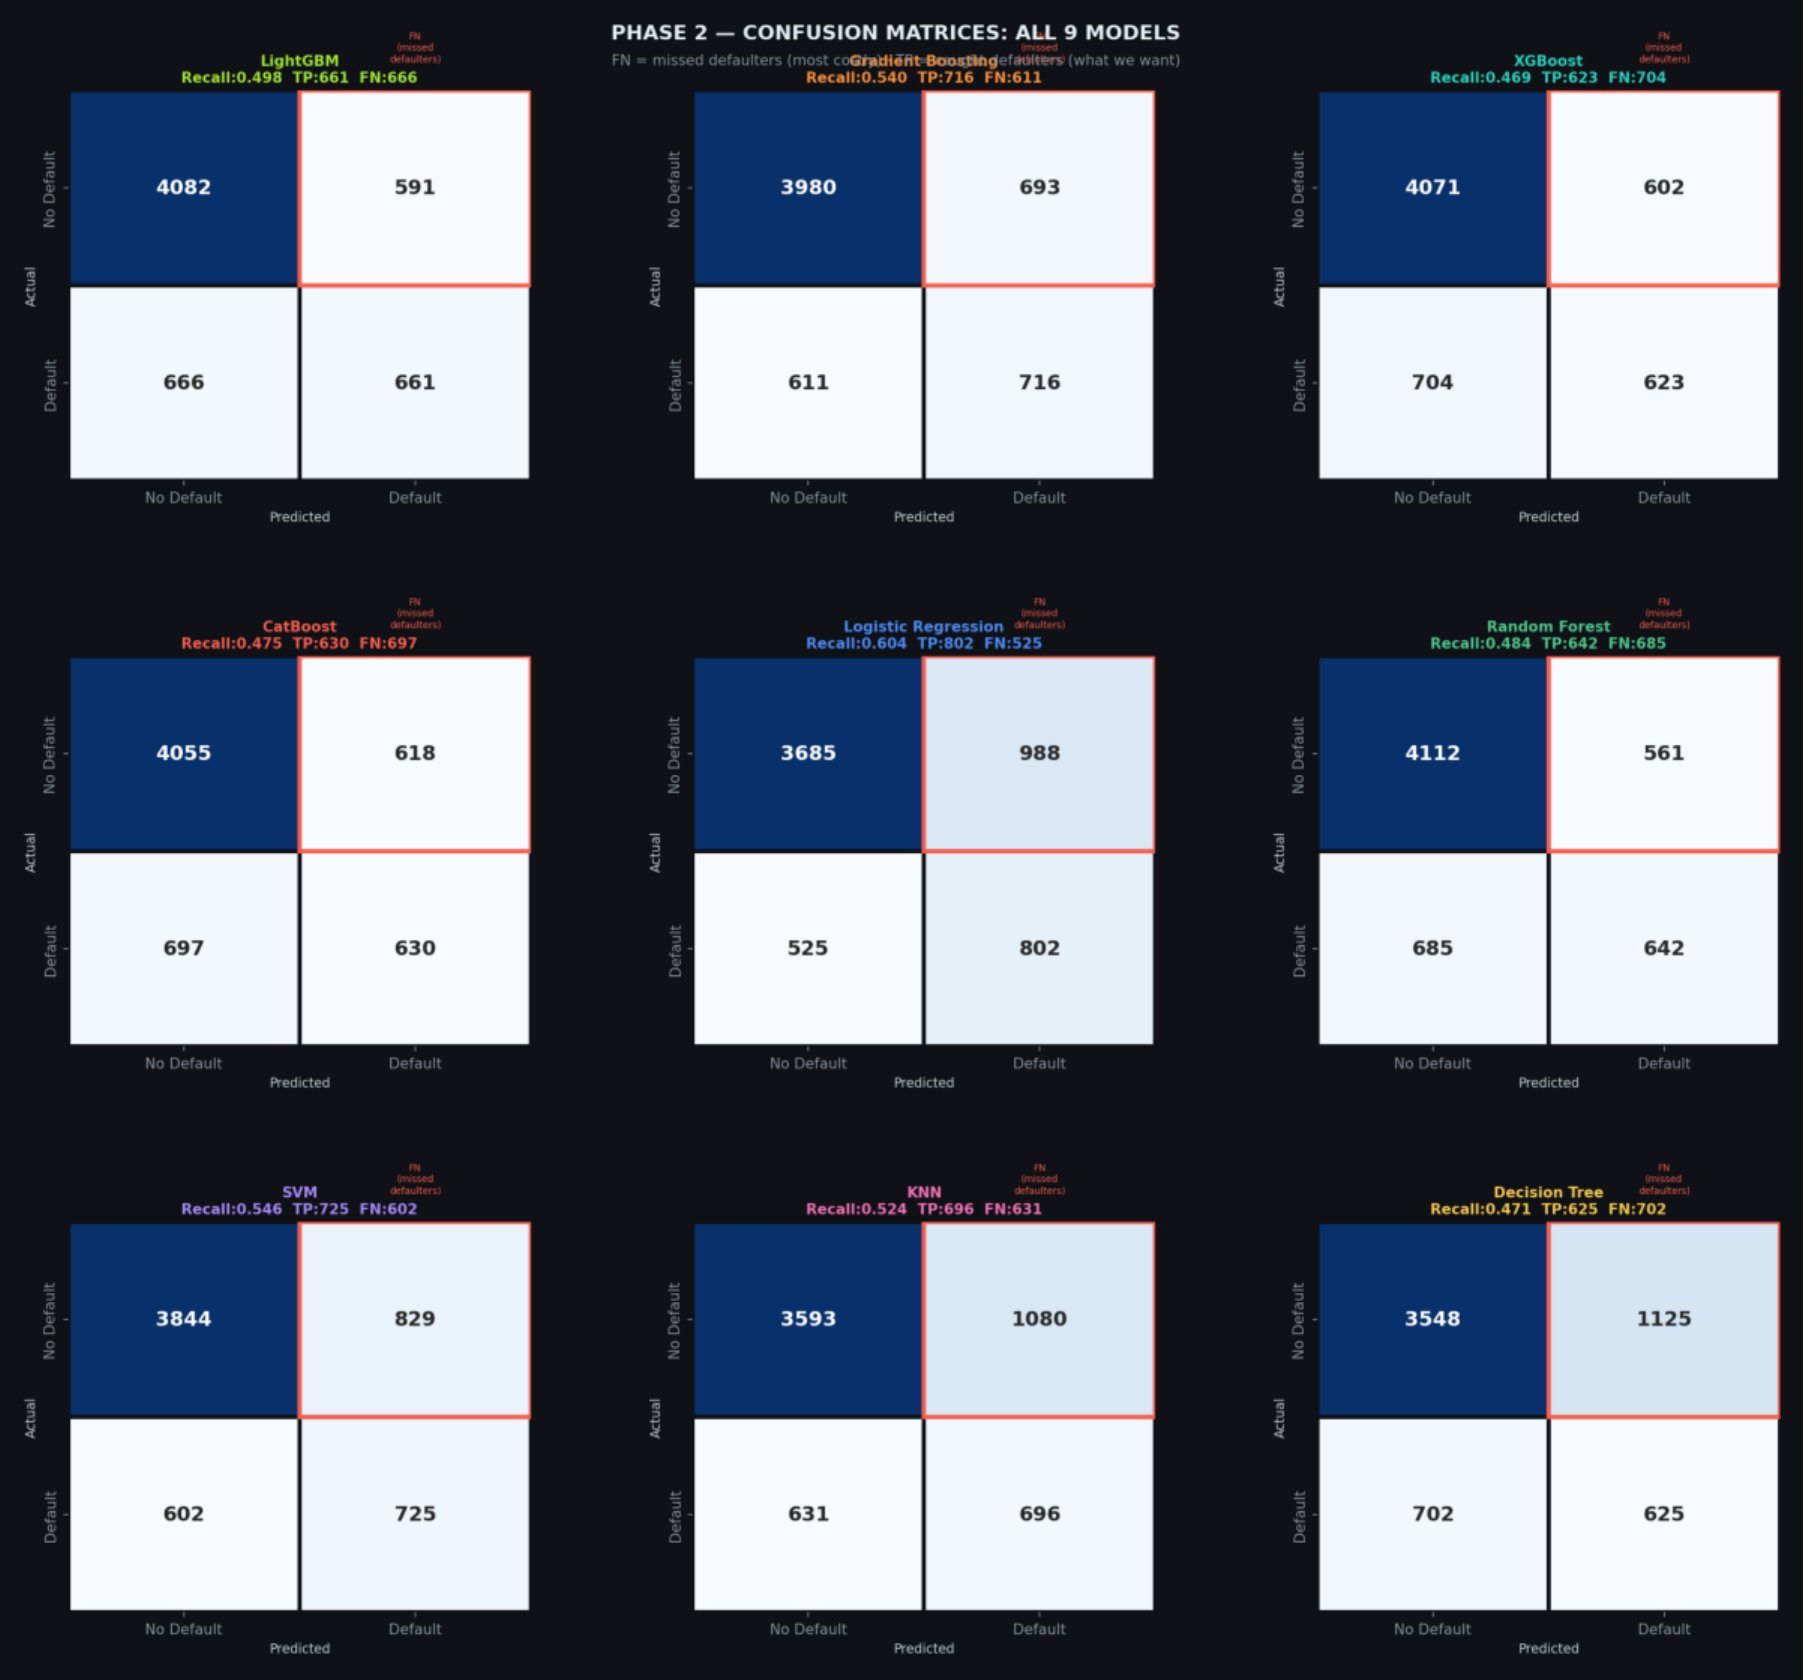 PHASE 2 — CONFUSION MATRICES: ALL 9 MODELS
FN = missed defaulters (most defaulters (what we want)
FN
(missed
defaulters)
LightGBM
Recall:0.498 TP:661 FN:666
No Default
4082
591
Actual
Default
666
661
No Default
Default
Predicted
(missed
Gradient Boosting
Recall:0.540 TP:716 FN:611
No Default
3980
693
Actual
Default
611
716
No Default
Default
Predicted
FN
(missed
defaulters)
XGBoost
Recall:0.469 TP:623 FN:704
No Default
4071
602
Actual
Default
704
623
No Default
Default
Predicted
FN
(missed
defaulters)
CatBoost
Recall:0.475 TP:630 FN:697
No Default
4055
618
Actual
Default
697
630
No Default
Default
Predicted
FN
(missed
defaulters)
Logistic Regression
Recall:0.604 TP:802 FN:525
No Default
3685
988
Actual
Default
525
802
No Default
Default
Predicted
FN
(missed
defaulters)
Random Forest
Recall:0.484 TP:642 FN:685
No Default
4112
561
Actual
Default
685
642
No Default
Default
Predicted
FN
(missed
defaulters)
SVM
Recall:0.546 TP:725 FN:602
No Default
3844
829
Actual
Default
602
725
No Default
Default
Predicted
FN
(missed
defaulters)
KNN
Recall:0.524 TP:696 FN:631
No Default
3593
1080
Actual
Default
631
696
No Default
Default
Predicted
FN
(missed
defaulters)
Decision Tree
Recall:0.471 TP:625 FN:702
No Default
3548
1125
Actual
Default
702
625
No Default
Default
Predicted